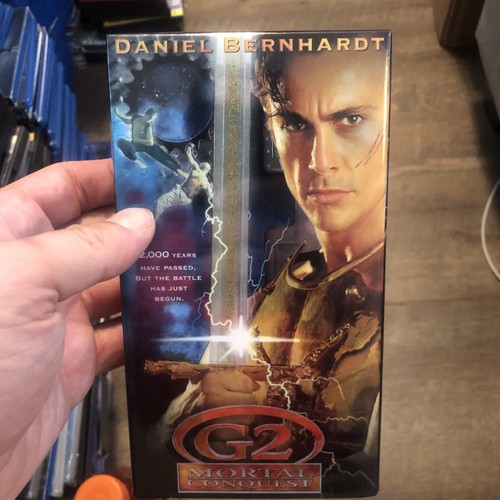 DANIEL BERNHARDT
2,000 YEARS
HAVE PASSED,
BUT THE BATTLE
HAS JUST
BEGUN.
G2
MORTAL
CONQUEST